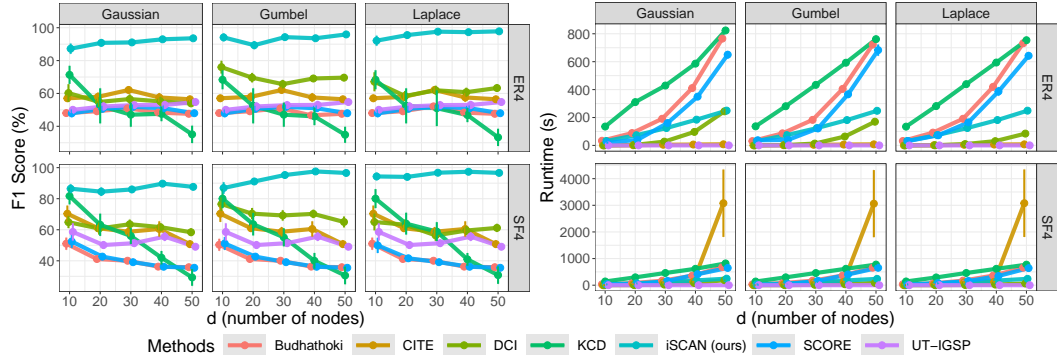 Gaussian Gumbel Laplace
100
80
60
40
ER4
100
80
60
40
SF4
F1 Score (%)
10 20 30 40 50 10 20 30 40 50 10 20 30 40 50
d (number of nodes)
Gaussian Gumbel Laplace
800
600
400
200
0
ER4
4000
3000
2000
1000
0
SF4
Runtime (s)
10 20 30 40 50 10 20 30 40 50 10 20 30 40 50
d (number of nodes)
Methods Budhathoki CITE DCI KCD iSCAN (ours) SCORE UT−IGSP